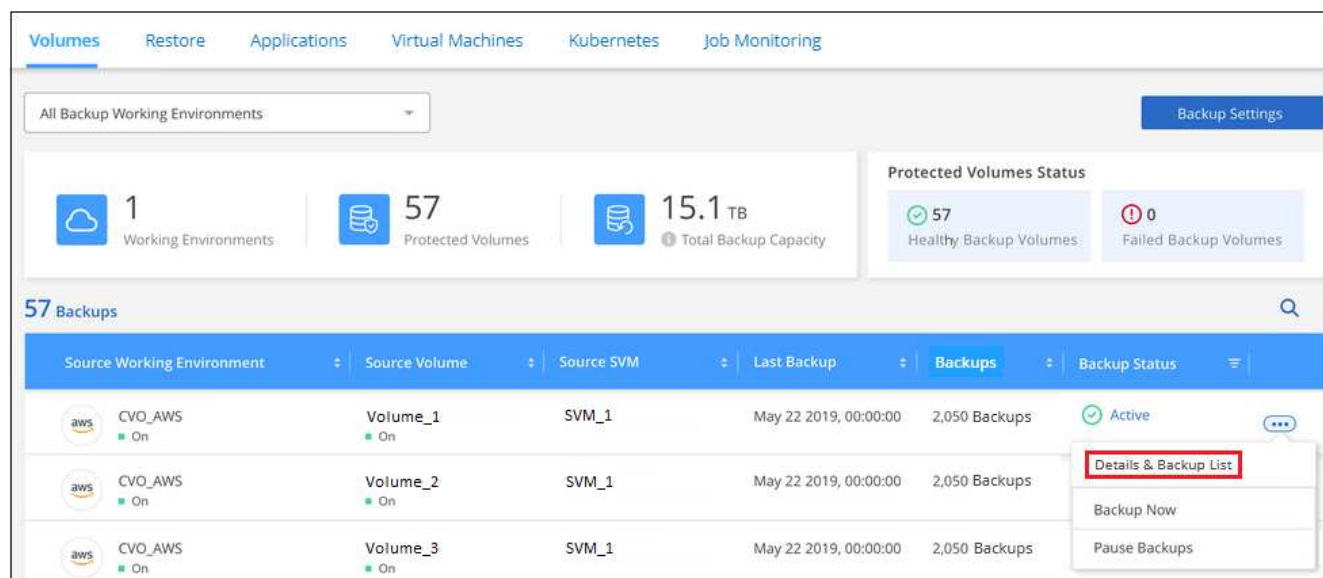 Volumes Restore Applications Virtual Machines Kubernetes Job Monitoring
All Backup Working Environments
Backup Settings
1
Working Environments
57
Protected Volumes
15.1 TB
Total Backup Capacity
Protected Volumes Status
57
Healthy Backup Volumes
0
Failed Backup Volumes
57 Backups
Source Working Environment Source Volume Source SVM Last Backup Backups Backup Status
aws CVO_AWS Volume_1 SVM_1 May 22 2019, 00:00:00 2,050 Backups Active
On On
Details & Backup List
aws CVO_AWS Volume_2 SVM_1 May 22 2019, 00:00:00 2,050 Backups
On On
Backup Now
aws CVO_AWS Volume_3 SVM_1 May 22 2019, 00:00:00 2,050 Backups Pause Backups
On On